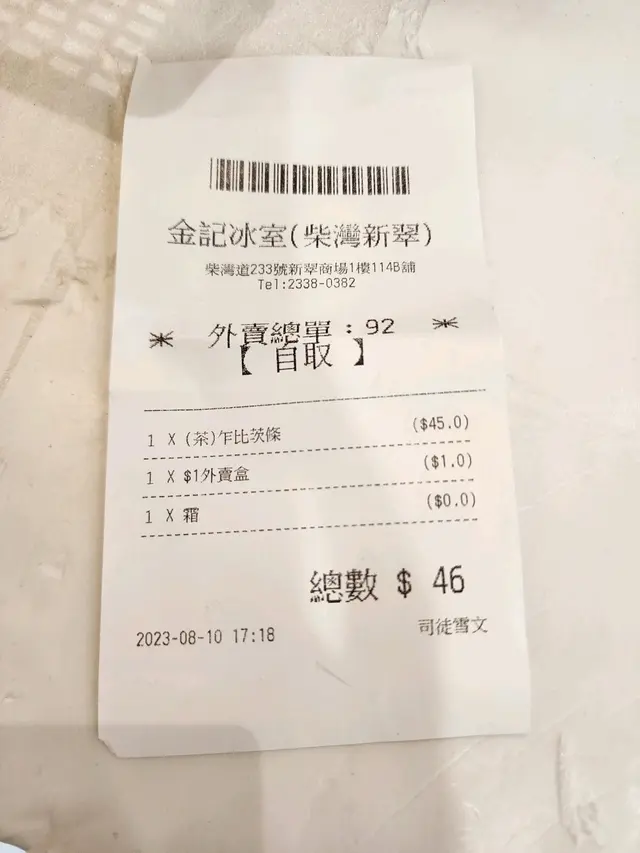 金記冰室(柴灣新翠)
柴灣道233號新翠商場1樓114B舖
Tel:2338-0382
* 外賣總單:92 *
【自取】
1 X (茶)乍比茨條 ($45.0)
1 X $1外賣盒 ($1.0)
1 X 霜 ($0.0)
總數 $ 46
2023-08-10 17:18 司徒雪文